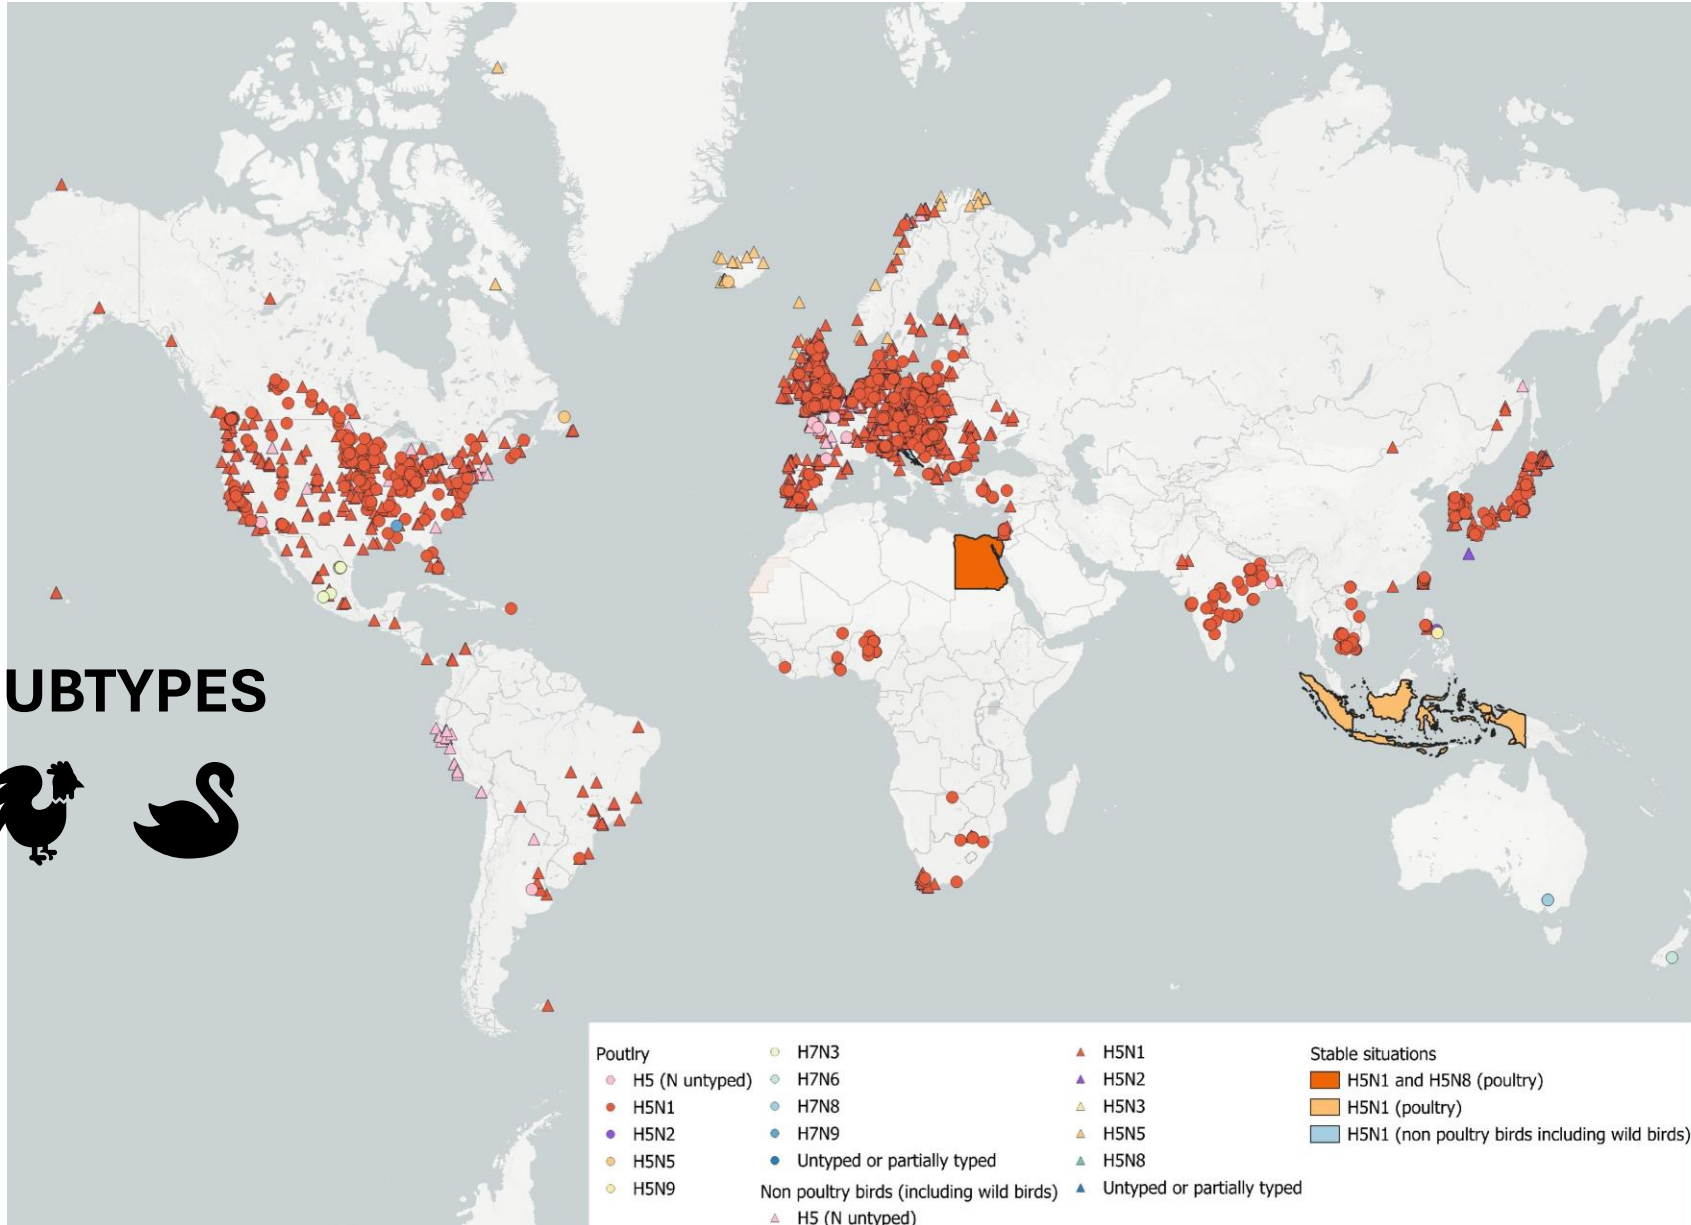 UBTYPES
Poutlry
H5 (N untyped)
H5N1
H5N2
H5N5
H5N9
H7N3
H7N6
H7N8
H7N9
Untyped or partially typed
Non poultry birds (including wild birds)
H5 (N untyped)
H5N1
H5N2
H5N3
H5N5
H5N8
Untyped or partially typed
Stable situations
H5N1 and H5N8 (poultry)
H5N1 (poultry)
H5N1 (non poultry birds including wild birds)